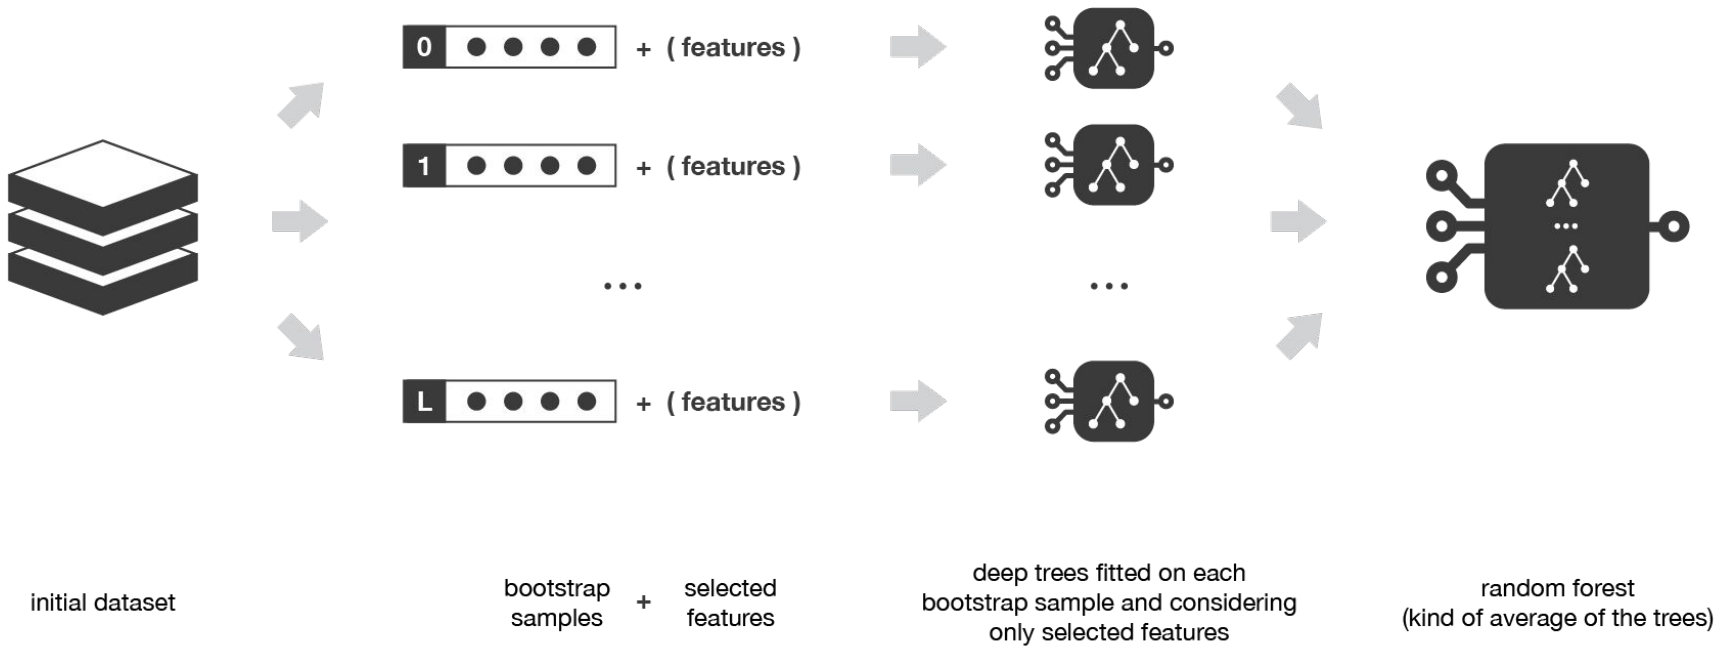 0 + ( features )
1 + ( features )
...
...
L + ( features )
...
initial dataset
bootstrap
samples
+
selected
features
deep trees fitted on each
bootstrap sample and considering
only selected features
random forest
(kind of average of the trees)